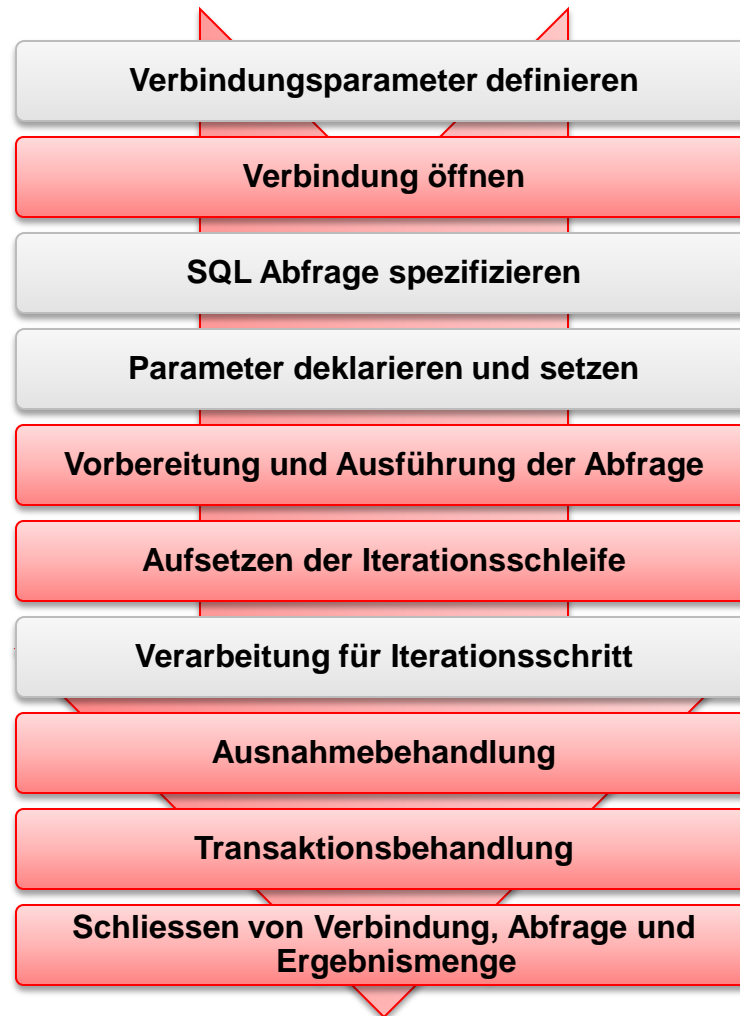 Verbindungsparameter definieren
Verbindung öffnen
SQL Abfrage spezifizieren
Parameter deklarieren und setzen
Vorbereitung und Ausführung der Abfrage
Aufsetzen der Iterationsschleife
Verarbeitung für Iterationsschritt
Ausnahmebehandlung
Transaktionsbehandlung
Schliessen von Verbindung, Abfrage und
Ergebnismenge